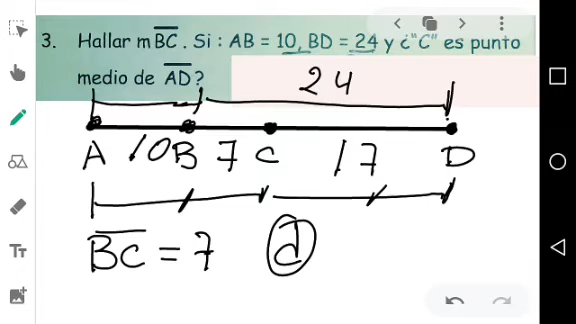 3. Hallar m BC. Si : AB = 10, BD = 24 y ¿"C" es punto
medio de AD?
24
A 10 B 7 C 17 D
BC = 7 d
Tt